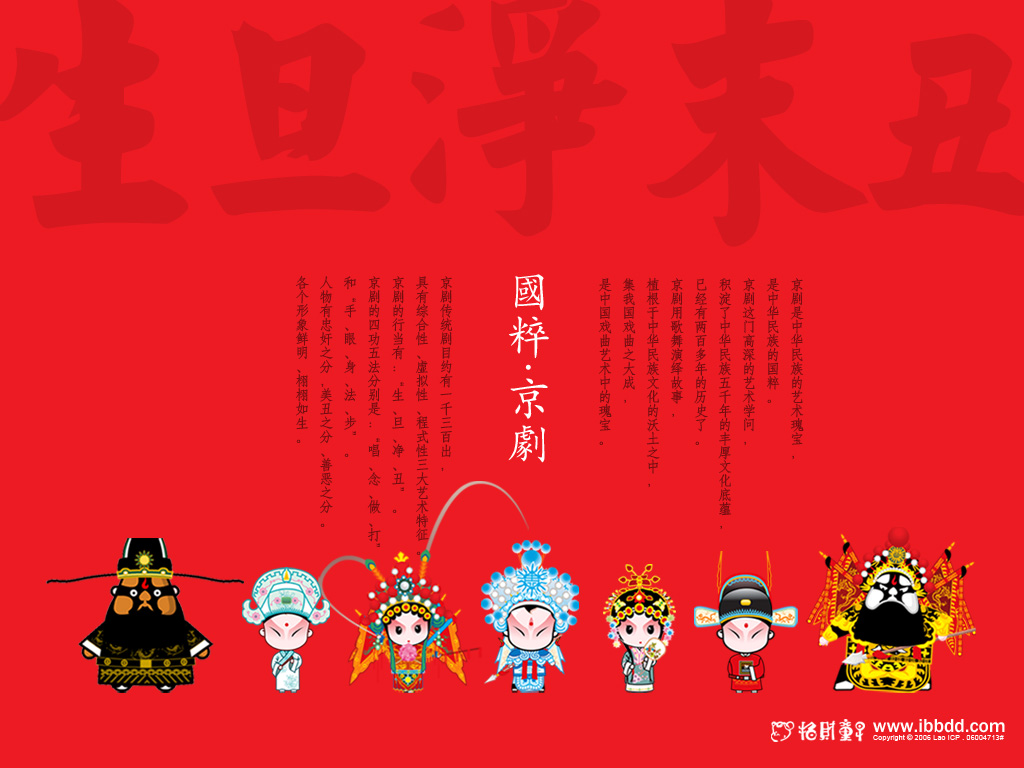 生旦淨末丑
京剧是中华民族的艺术瑰宝，
是中华民族的国粹。
京剧这门高深的艺术学问，
积淀了中华民族五千年的丰厚文化底蕴，
已经有两百多年的历史了。
京剧用歌舞演绎故事，
植根于中华民族文化的沃土之中，
集我国戏曲之大成，
是中国戏曲艺术中的瑰宝。
國粹·京劇
京剧传统剧目约有一千三百出，
具有综合性、虚拟性、程式性三大艺术特征。
京剧的行当有：。生、旦、净、丑。。
京剧的四功五法分别是：。唱、念、做、打。
和。手、眼、身、法、步。。
人物有忠奸之分，美丑之分、善恶之分。
各个形象鲜明、栩栩如生。
招財童子 www.ibbdd.com
Copyright © 2006 Lao ICP . 06004713#